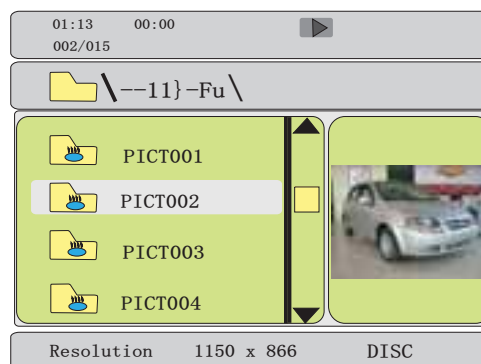 01:13 00:00
002/015
\--11}-Fu\
PICT001
PICT002
PICT003
PICT004
Resolution 1150 x 866 DISC